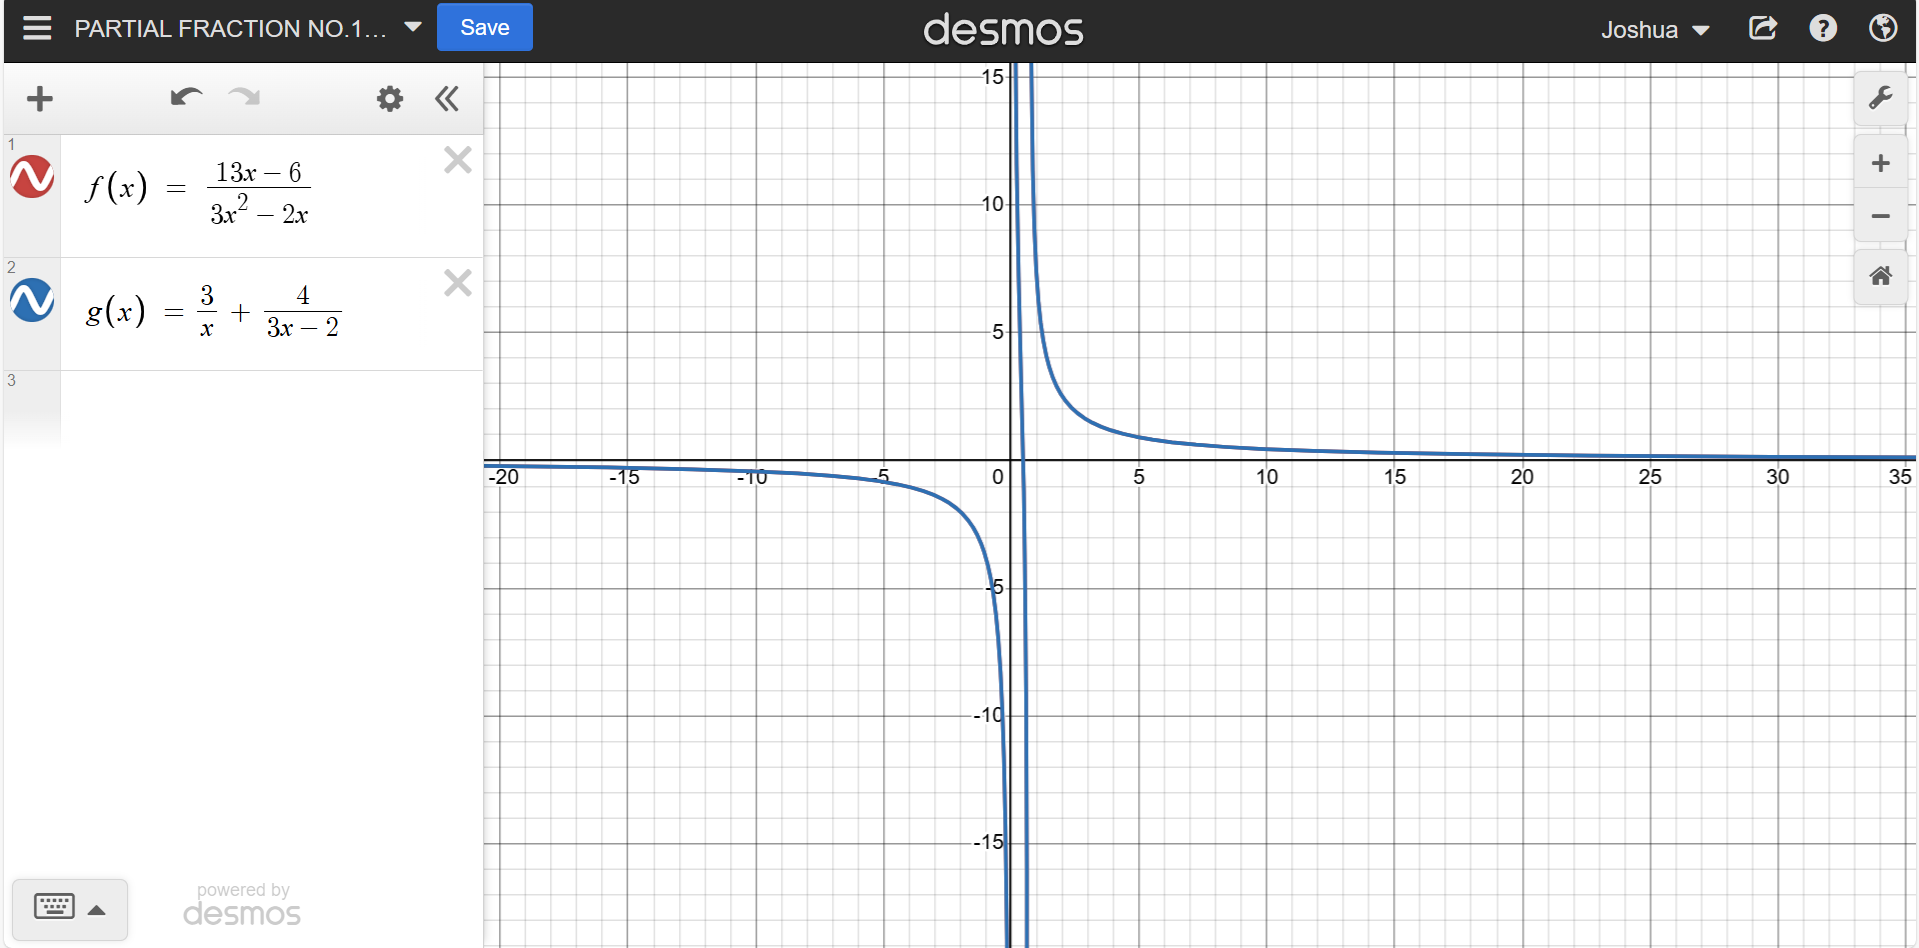 PARTIAL FRACTION NO.1...
Save
desmos
Joshua
?
1
f(x) = \frac{13x - 6}{3x^2 - 2x}
2
g(x) = \frac{3}{x} + \frac{4}{3x - 2}
3
powered by
desmos
15
10
5
-20 -15 -10 -5 0 5 10 15 20 25 30 35
-5
-10
-15